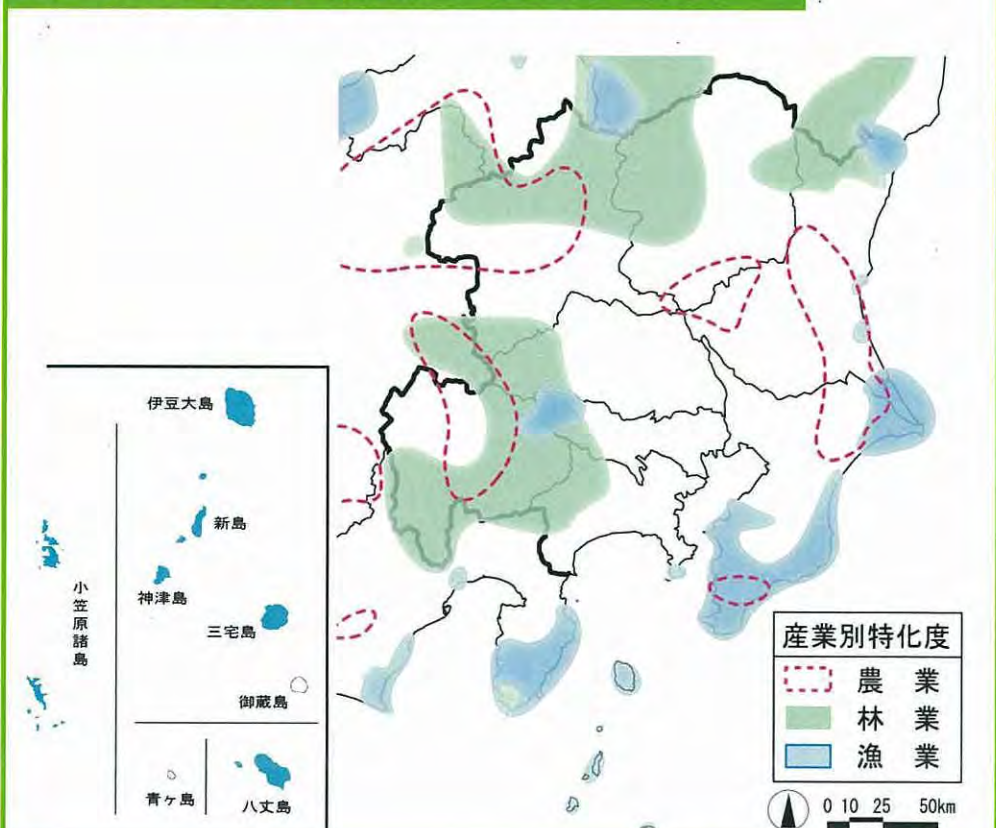 伊豆大島
新島
神津島
三宅島
御蔵島
小笠原諸島
青ヶ島
八丈島
産業別特化度
農 業
林 業
漁 業
0 10 25 50km